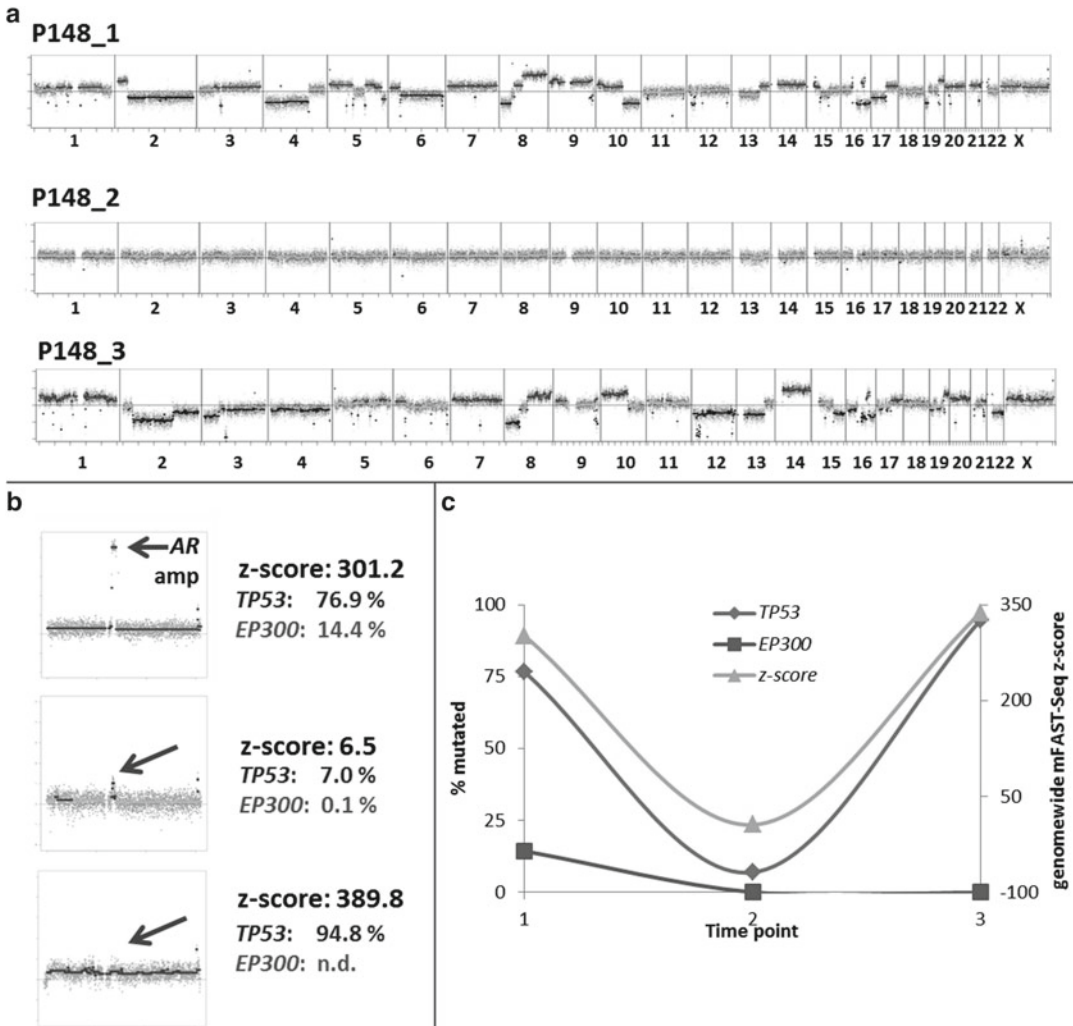 a
P148_1
1 2 3 4 5 6 7 8 9 10 11 12 13 14 15 16 17 18 19 20 21 22 X
P148_2
1 2 3 4 5 6 7 8 9 10 11 12 13 14 15 16 17 18 19 20 21 22 X
P148_3
1 2 3 4 5 6 7 8 9 10 11 12 13 14 15 16 17 18 19 20 21 22 X
b
AR
amp
z-score: 301.2
TP53: 76.9 %
EP300: 14.4 %
z-score: 6.5
TP53: 7.0 %
EP300: 0.1 %
z-score: 389.8
TP53: 94.8 %
EP300: n.d.
c
100
75
50
25
0
% mutated
TP53
EP300
z-score
350
200
50
-100
genomewide mFAST-Seq z-score
1 2 3
Time point